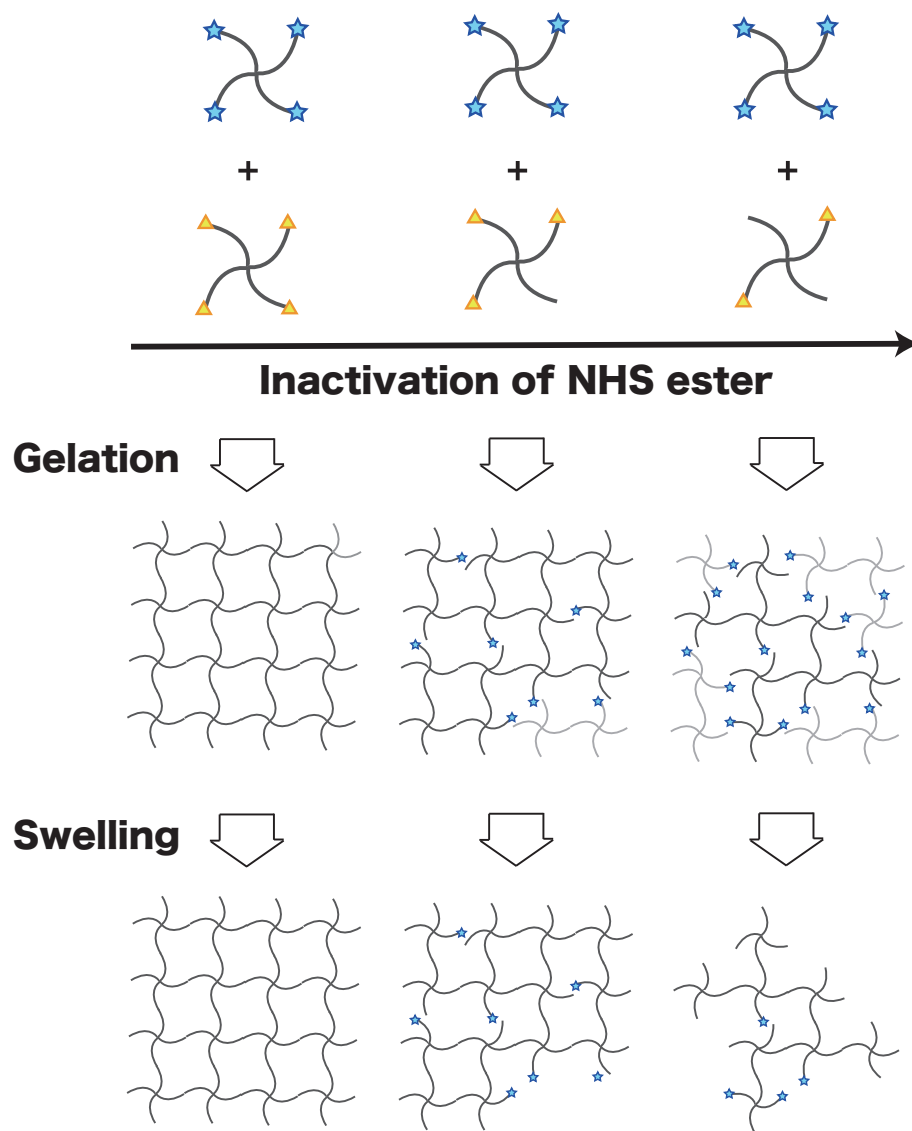 +
+
+
Inactivation of NHS ester
Gelation
Swelling